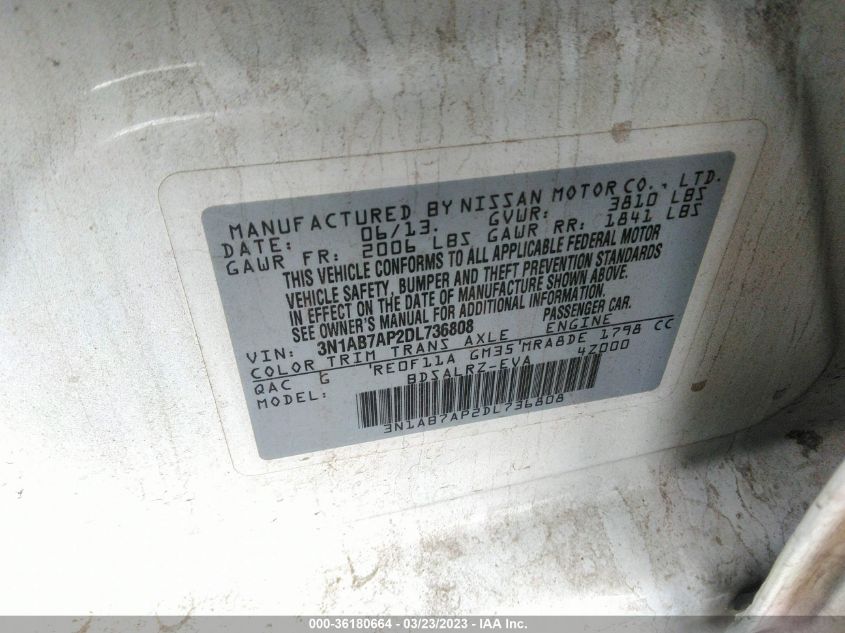 MANUFACTURED BY NISSAN MOTOR CO., LTD.
DATE: 06/13. GVWR: 3810 LBS
GAWR FR: 2006 LBS GAWR RR: 1841 LBS
THIS VEHICLE CONFORMS TO ALL APPLICABLE FEDERAL MOTOR
VEHICLE SAFETY, BUMPER AND THEFT PREVENTION STANDARDS
IN EFFECT ON THE DATE OF MANUFACTURE SHOWN ABOVE.
SEE OWNER'S MANUAL FOR ADDITIONAL INFORMATION.
VIN: 3N1AB7AP2DL736808 PASSENGER CAR.
COLOR TRIM TRANS AXLE ENGINE
QAC G RE0F11A GM35 MRA8DE 1798 CC
MODEL: BDSALRZ-EVA 4Z000
3N1AB7AP2DL736808
000-36180664 - 03/23/2023 - IAA Inc.